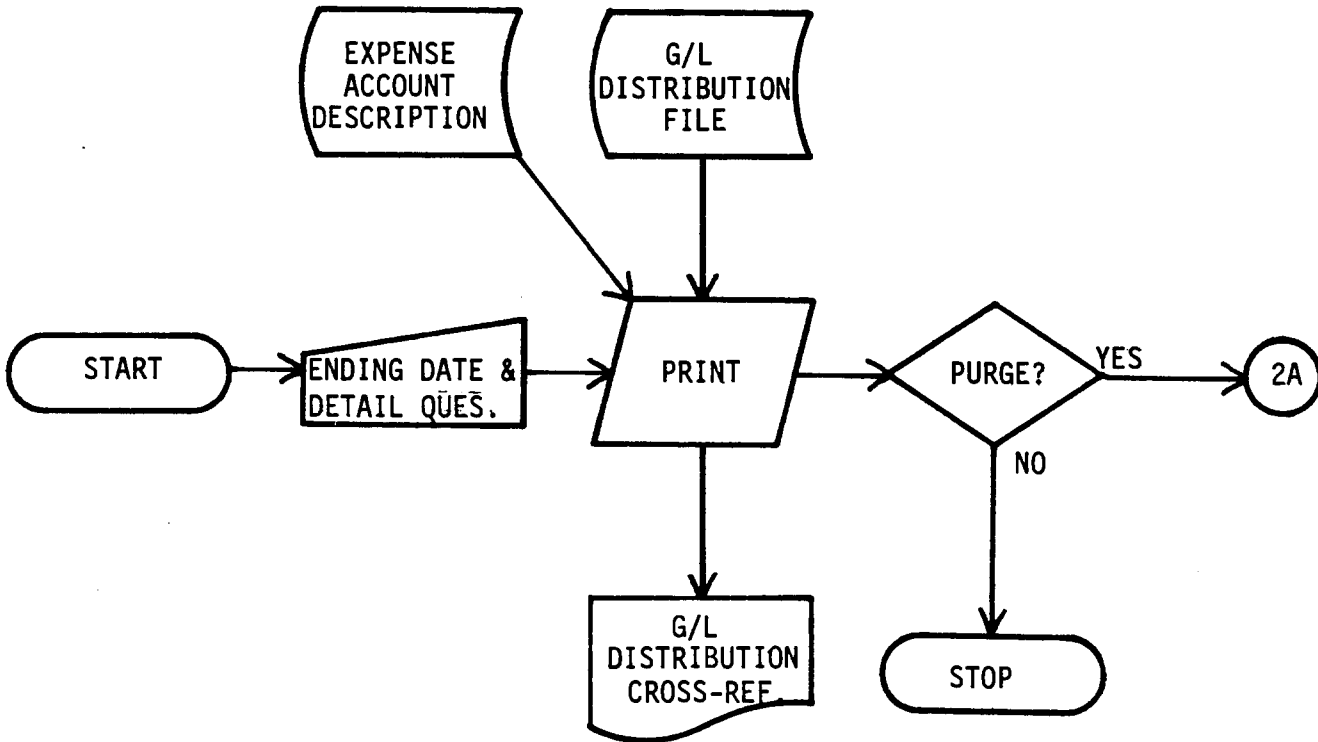 EXPENSE
ACCOUNT
DESCRIPTION
G/L
DISTRIBUTION
FILE
START
ENDING DATE &
DETAIL QUES.
PRINT
PURGE?
YES
2A
NO
G/L
DISTRIBUTION
CROSS-REF.
STOP